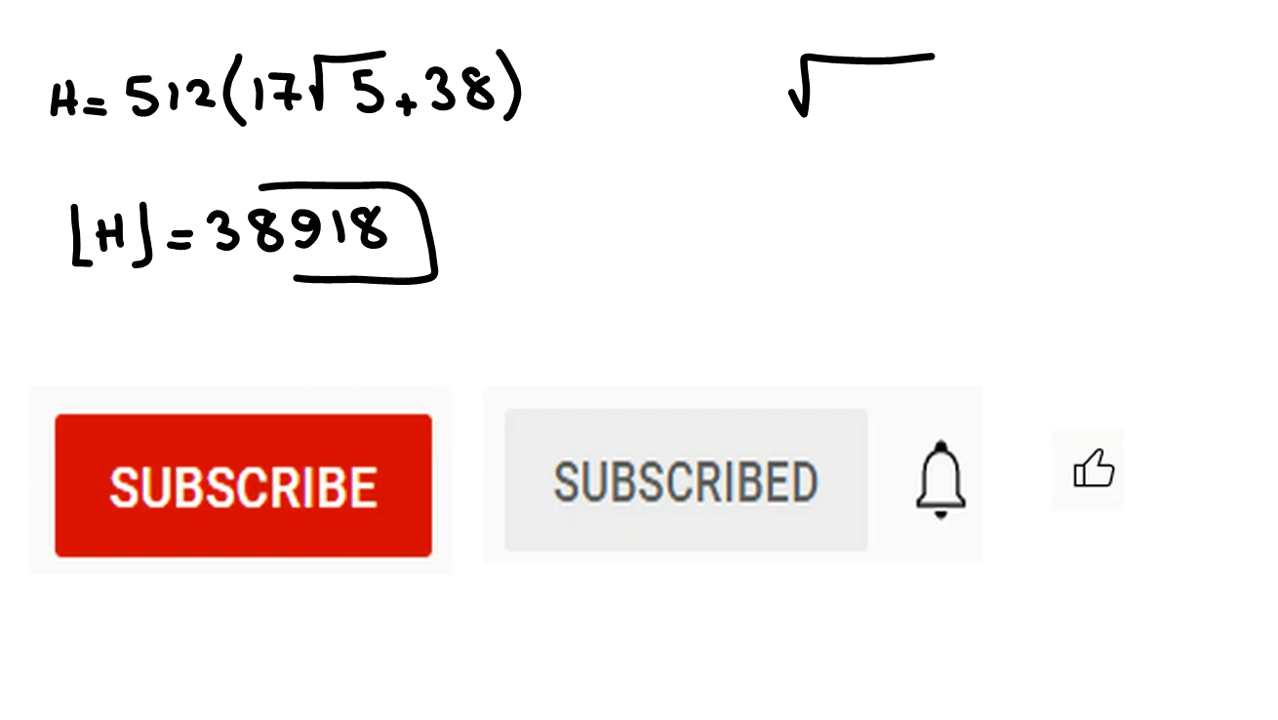 H = 512(17√5 + 38)
√
⌊H⌋ = 38918
SUBSCRIBE
SUBSCRIBED